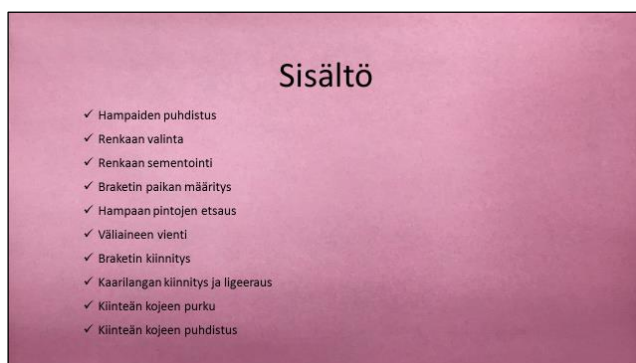 Sisältö
✓ Hampaiden puhdistus
✓ Renkaan valinta
✓ Renkaan sementointi
✓ Braketin paikan määritys
✓ Hampaan pintojen etsaus
✓ Väliaineen vienti
✓ Braketin kiinnitys
✓ Kaarilangan kiinnitys ja ligeeraus
✓ Kiinteän kojeen purku
✓ Kiinteän kojeen puhdistus